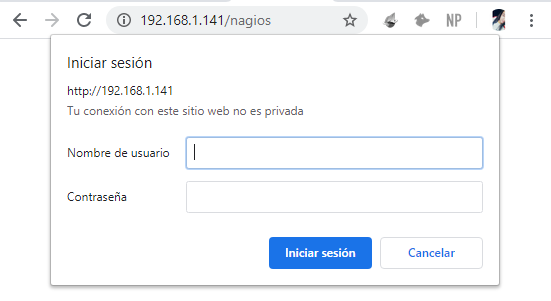 192.168.1.141/nagios
NP
Iniciar sesión
http://192.168.1.141
Tu conexión con este sitio web no es privada
Nombre de usuario
Contraseña
Iniciar sesión Cancelar